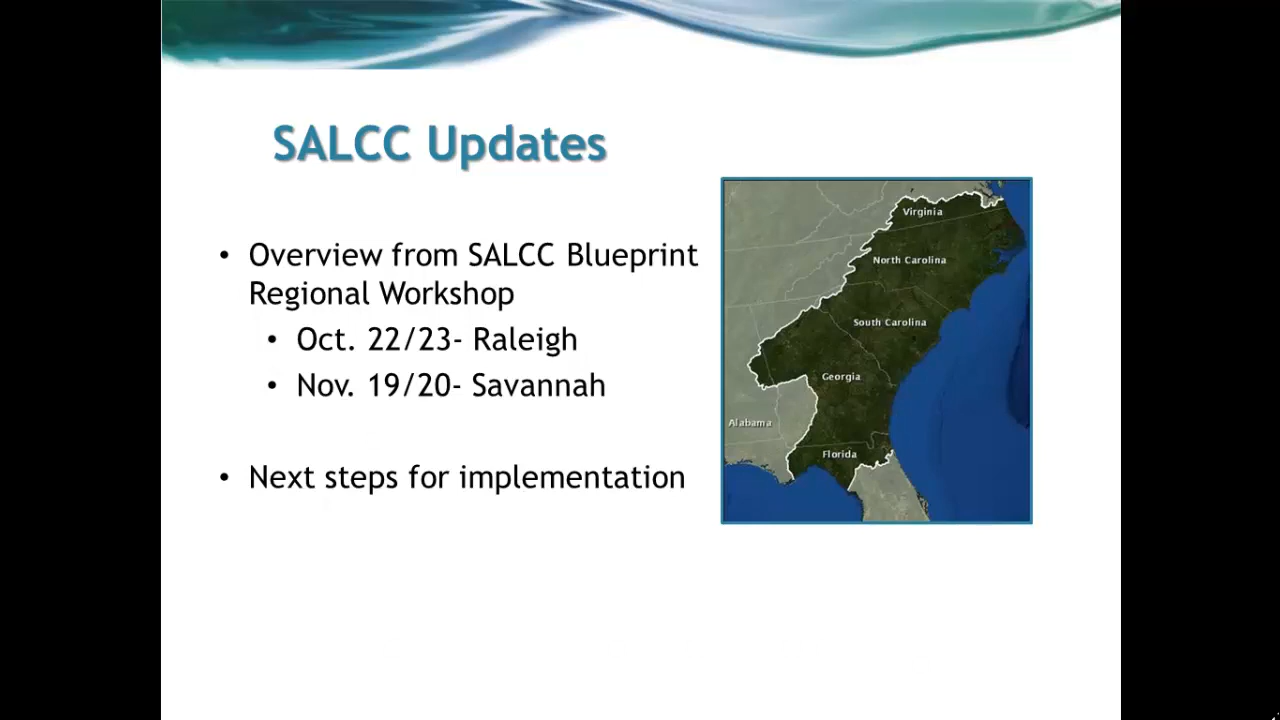 SALCC Updates
• Overview from SALCC Blueprint
Regional Workshop
• Oct. 22/23- Raleigh
• Nov. 19/20- Savannah
• Next steps for implementation
Virginia
North Carolina
South Carolina
Georgia
Alabama
Florida